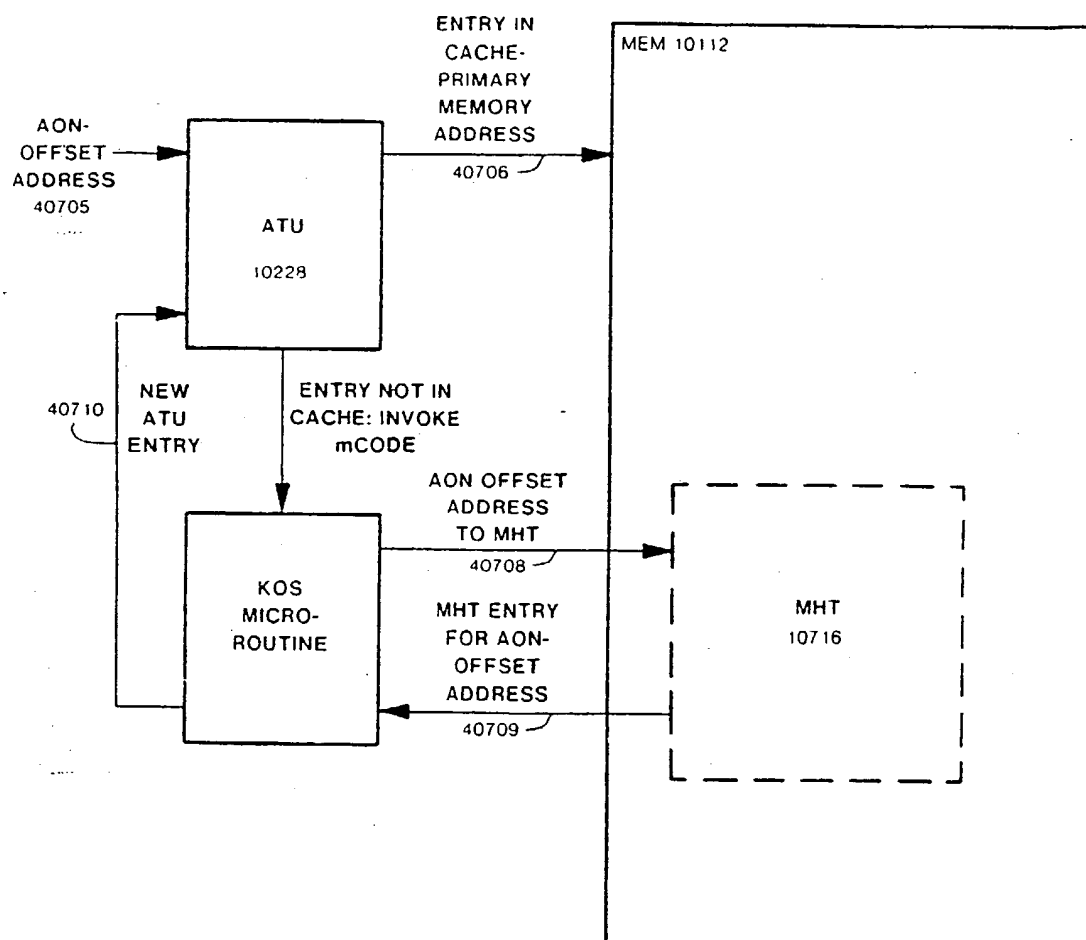 ENTRY IN
CACHE-
PRIMARY
MEMORY
ADDRESS
40706
MEM 10112
AON-
OFFSET
ADDRESS
40705
ATU
10228
40710
NEW
ATU
ENTRY
ENTRY NOT IN
CACHE: INVOKE
mCODE
AON OFFSET
ADDRESS
TO MHT
40708
KOS
MICRO-
ROUTINE
MHT ENTRY
FOR AON-
OFFSET
ADDRESS
40709
MHT
10716